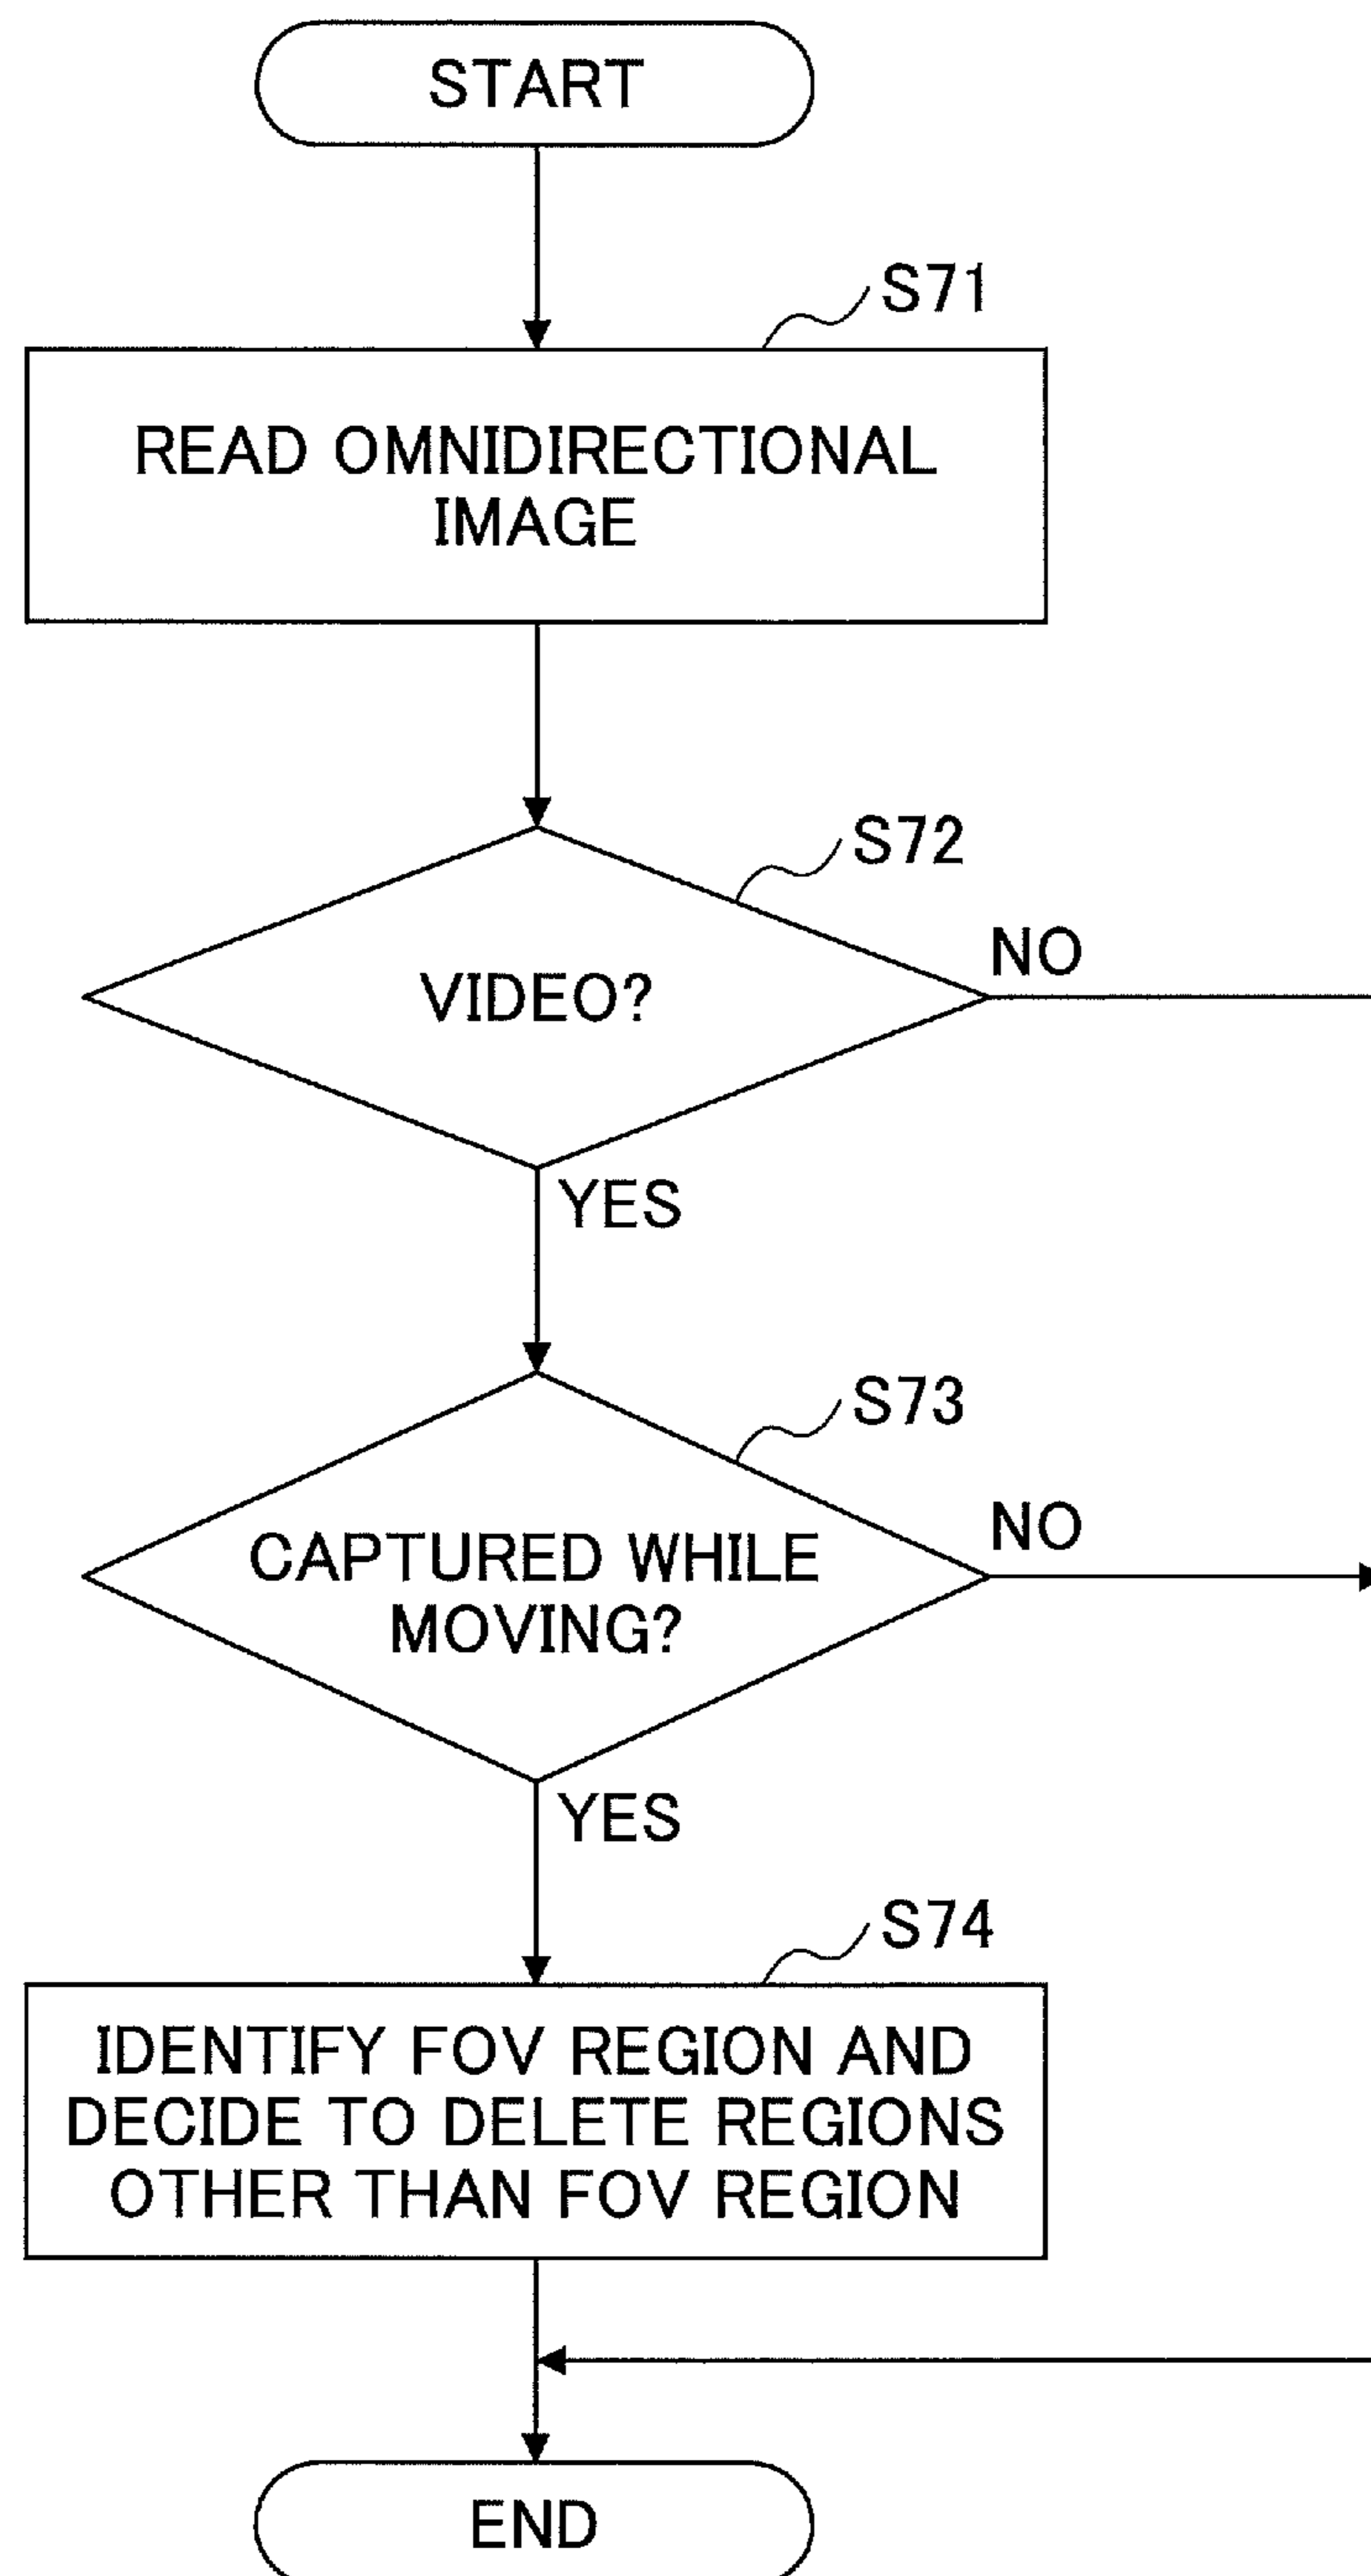 START
S71
READ OMNIDIRECTIONAL
IMAGE
S72
VIDEO?
NO
YES
S73
CAPTURED WHILE
MOVING?
NO
YES
S74
IDENTIFY FOV REGION AND
DECIDE TO DELETE REGIONS
OTHER THAN FOV REGION
END